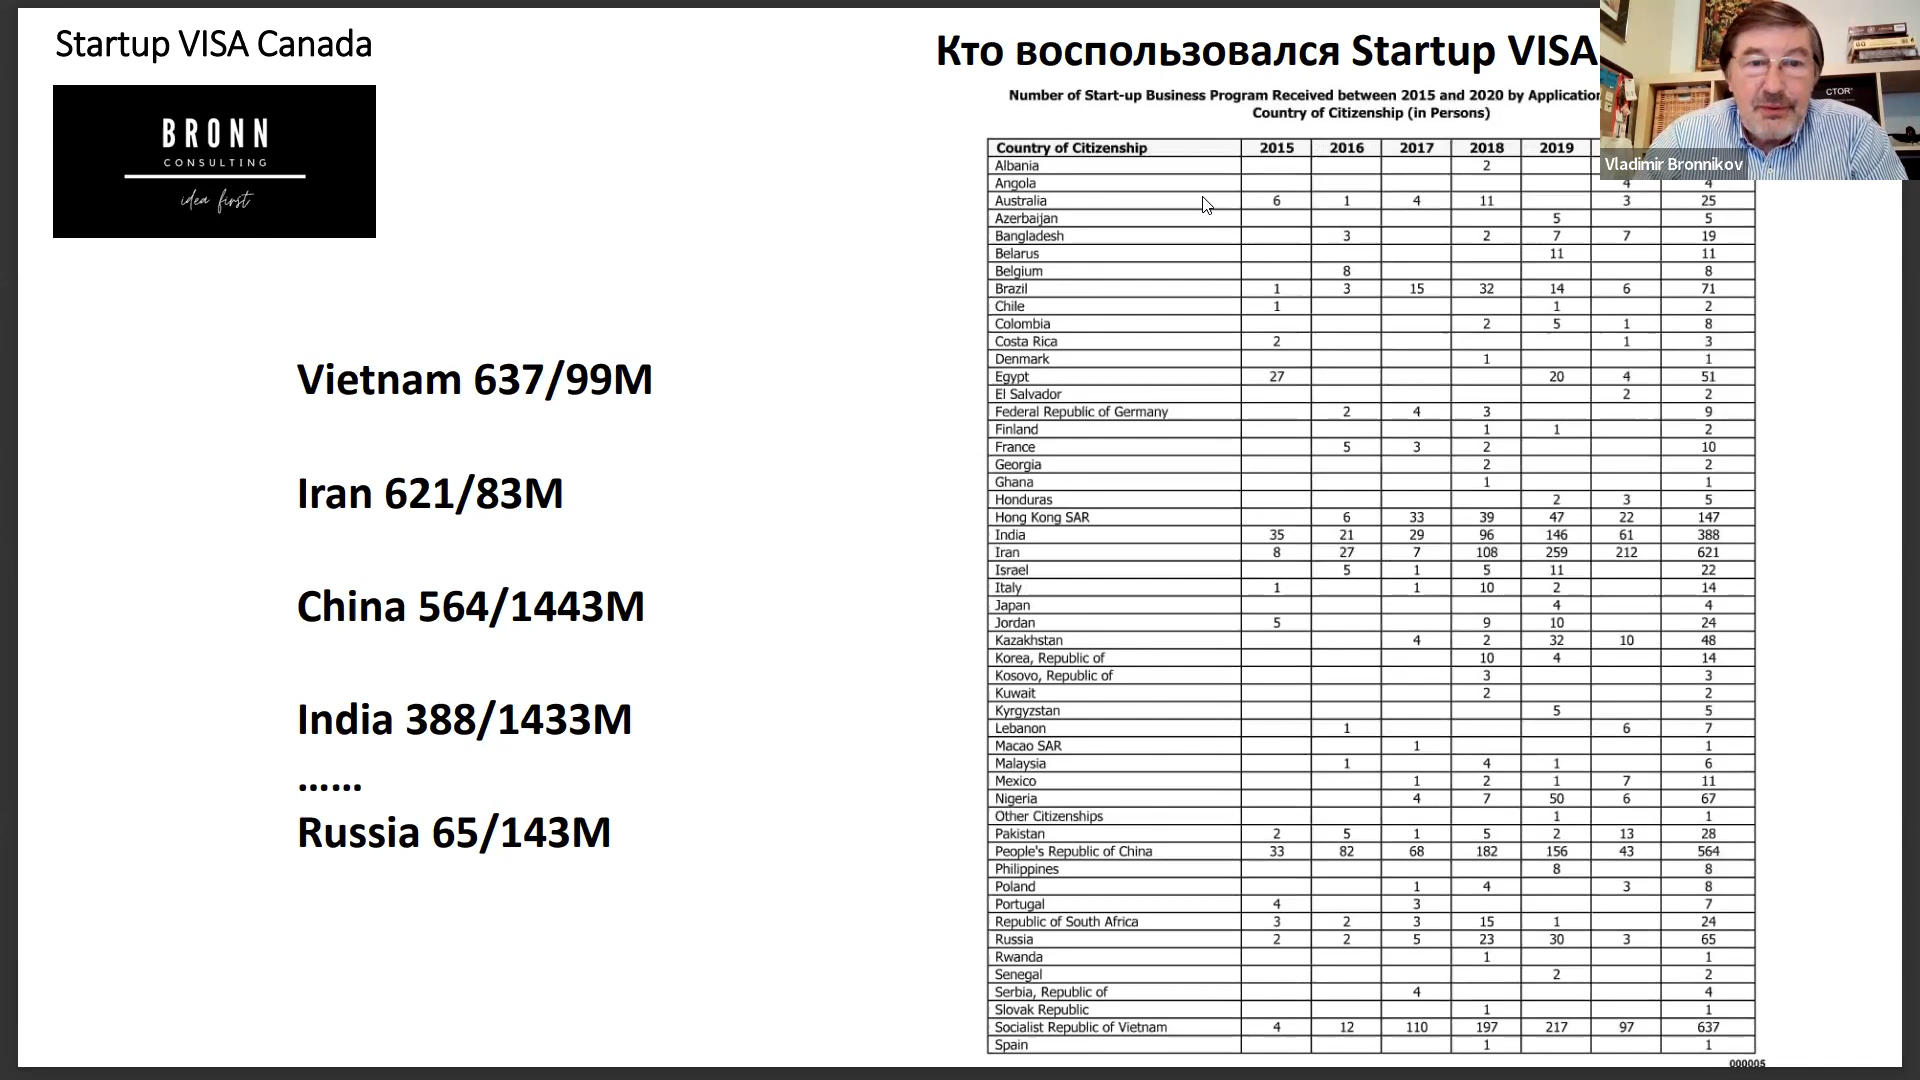 Startup VISA Canada
BRONN
CONSULTING
idea first
Vietnam 637/99M
Iran 621/83M
China 564/1443M
India 388/1433M
......
Russia 65/143M
Кто воспользовался Startup VISA
Number of Start-up Business Program Received between 2015 and 2020 by Application
Country of Citizenship (in Persons)
Country of Citizenship 2015 2016 2017 2018 2019
Albania 2
Angola 4 4
Australia 6 1 4 11 3 25
Azerbaijan 5 5
Bangladesh 3 2 7 7 19
Belarus 11 11
Belgium 8 8
Brazil 1 3 15 32 14 6 71
Chile 1 1 2
Colombia 2 5 1 8
Costa Rica 2 1 3
Denmark 1 1
Egypt 27 20 4 51
El Salvador 2 2
Federal Republic of Germany 2 4 3 9
Finland 1 1 2
France 5 3 2 10
Georgia 2 2
Ghana 1 1
Honduras 2 3 5
Hong Kong SAR 6 33 39 47 22 147
India 35 21 29 96 146 61 388
Iran 8 27 7 108 259 212 621
Israel 5 1 5 11 22
Italy 1 1 10 2 14
Japan 4 4
Jordan 5 9 10 24
Kazakhstan 4 2 32 10 48
Korea, Republic of 10 4 14
Kosovo, Republic of 3 3
Kuwait 2 2
Kyrgyzstan 5 5
Lebanon 1 6 7
Macao SAR 1 1
Malaysia 1 4 1 6
Mexico 1 2 1 7 11
Nigeria 4 7 50 6 67
Other Citizenships 1 1
Pakistan 2 5 1 5 2 13 28
People's Republic of China 33 82 68 182 156 43 564
Philippines 8 8
Poland 1 4 3 8
Portugal 4 3 7
Republic of South Africa 3 2 3 15 1 24
Russia 2 2 5 23 30 3 65
Rwanda 1 1
Senegal 2 2
Serbia, Republic of 4 4
Slovak Republic 1 1
Socialist Republic of Vietnam 4 12 110 197 217 97 637
Spain 1 1
000005
CTOR'
Vladimir Bronnikov